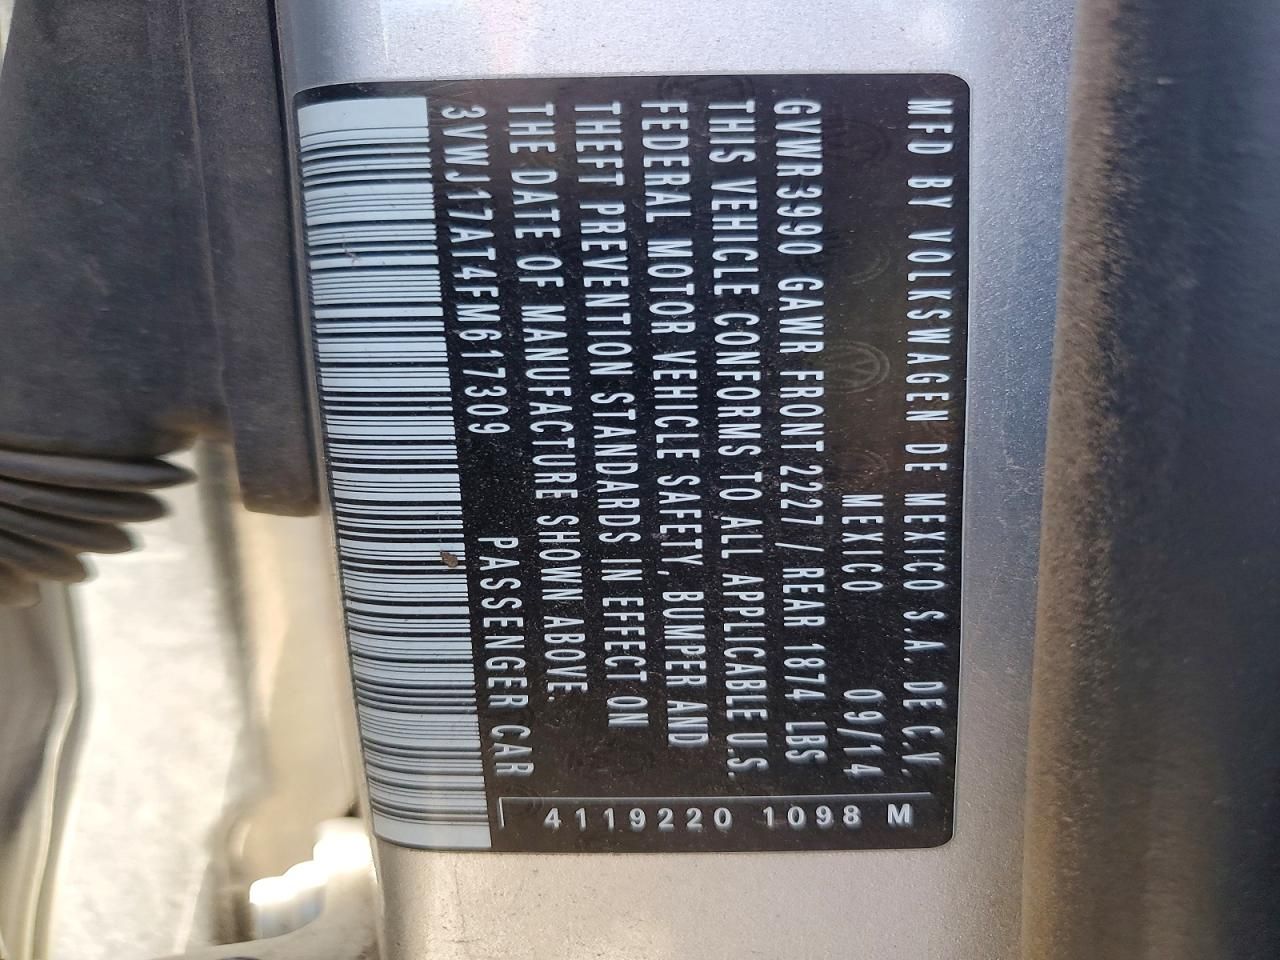 MFD BY VOLKSWAGEN DE MEXICO S.A. DE C.V.
MEXICO 09/14
GVWR 3990 GAWR FRONT 2227 / REAR 1874 LBS
THIS VEHICLE CONFORMS TO ALL APPLICABLE U.S.
FEDERAL MOTOR VEHICLE SAFETY, BUMPER AND
THEFT PREVENTION STANDARDS IN EFFECT ON
THE DATE OF MANUFACTURE SHOWN ABOVE.
3VWJ17AT4FM617309 PASSENGER CAR
4119220 1098 M